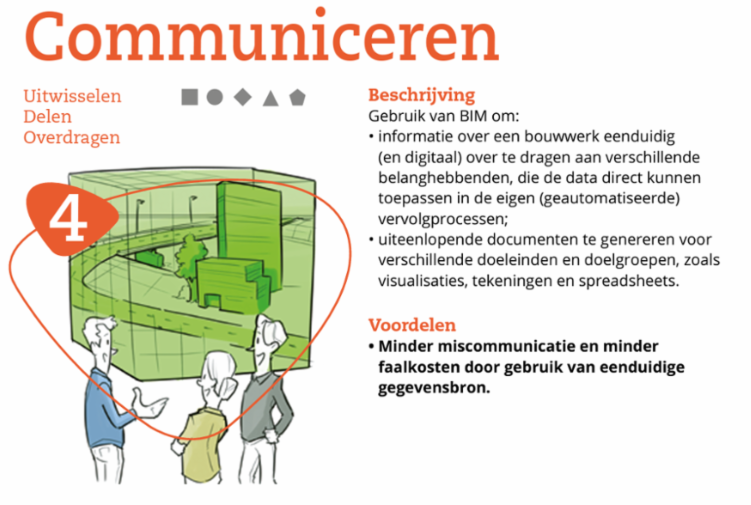 Communiceren
Uitwisselen
Delen
Overdragen
4
Beschrijving
Gebruik van BIM om:
• informatie over een bouwwerk eenduidig
(en digitaal) over te dragen aan verschillende
belanghebbenden, die de data direct kunnen
toepassen in de eigen (geautomatiseerde)
vervolgprocessen;
• uiteenlopende documenten te genereren voor
verschillende doeleinden en doelgroepen, zoals
visualisaties, tekeningen en spreadsheets.
Voordelen
• Minder miscommunicatie en minder
faalkosten door gebruik van eenduidige
gegevensbron.